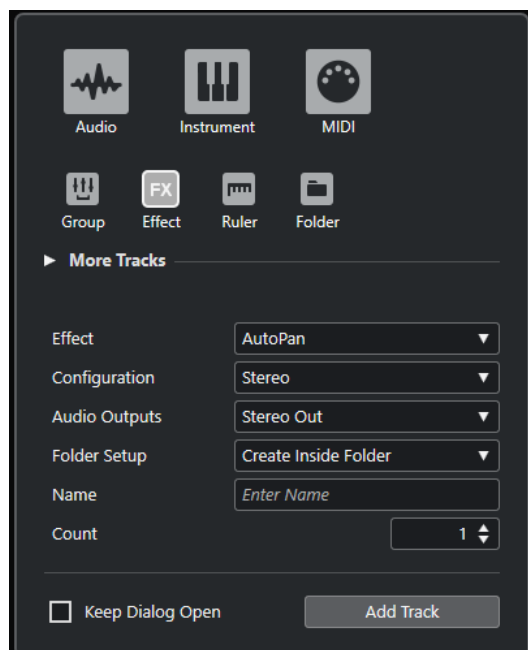 Audio Instrument MIDI
FX
Group Effect Ruler Folder
More Tracks
Effect AutoPan
Configuration Stereo
Audio Outputs Stereo Out
Folder Setup Create Inside Folder
Name Enter Name
Count 1
Keep Dialog Open Add Track